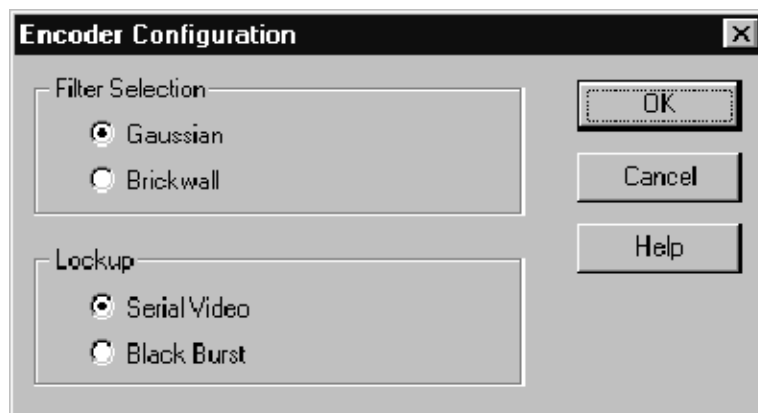 Encoder Configuration
Filter Selection
Gaussian
Brickwall
OK
Cancel
Help
Lockup
Serial Video
Black Burst